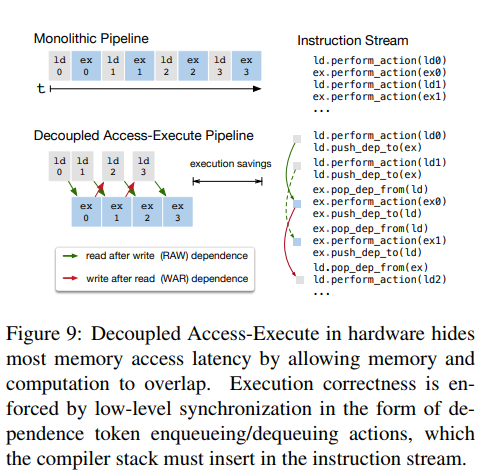 Monolithic Pipeline
ld 0 ex 0 ld 1 ex 1 ld 2 ex 2 ld 3 ex 3
t
Decoupled Access-Execute Pipeline
ld 0 ld 1 ld 2 ld 3
execution savings
ex 0 ex 1 ex 2 ex 3
read after write (RAW) dependence
write after read (WAR) dependence
Instruction Stream
ld.perform_action(ld0)
ex.perform_action(ex0)
ld.perform_action(ld1)
ex.perform_action(ex1)
...
ld.perform_action(ld0)
ld.push_dep_to(ex)
ld.perform_action(ld1)
ld.push_dep_to(ex)
ex.pop_dep_from(ld)
ex.perform_action(ex0)
ex.push_dep_to(ld)
ex.pop_dep_from(ld)
ex.perform_action(ex1)
ex.push_dep_to(ld)
ld.pop_dep_from(ex)
ld.perform_action(ld2)
...
Figure 9: Decoupled Access-Execute in hardware hides
most memory access latency by allowing memory and
computation to overlap. Execution correctness is en-
forced by low-level synchronization in the form of de-
pendence token enqueueing/dequeuing actions, which
the compiler stack must insert in the instruction stream.